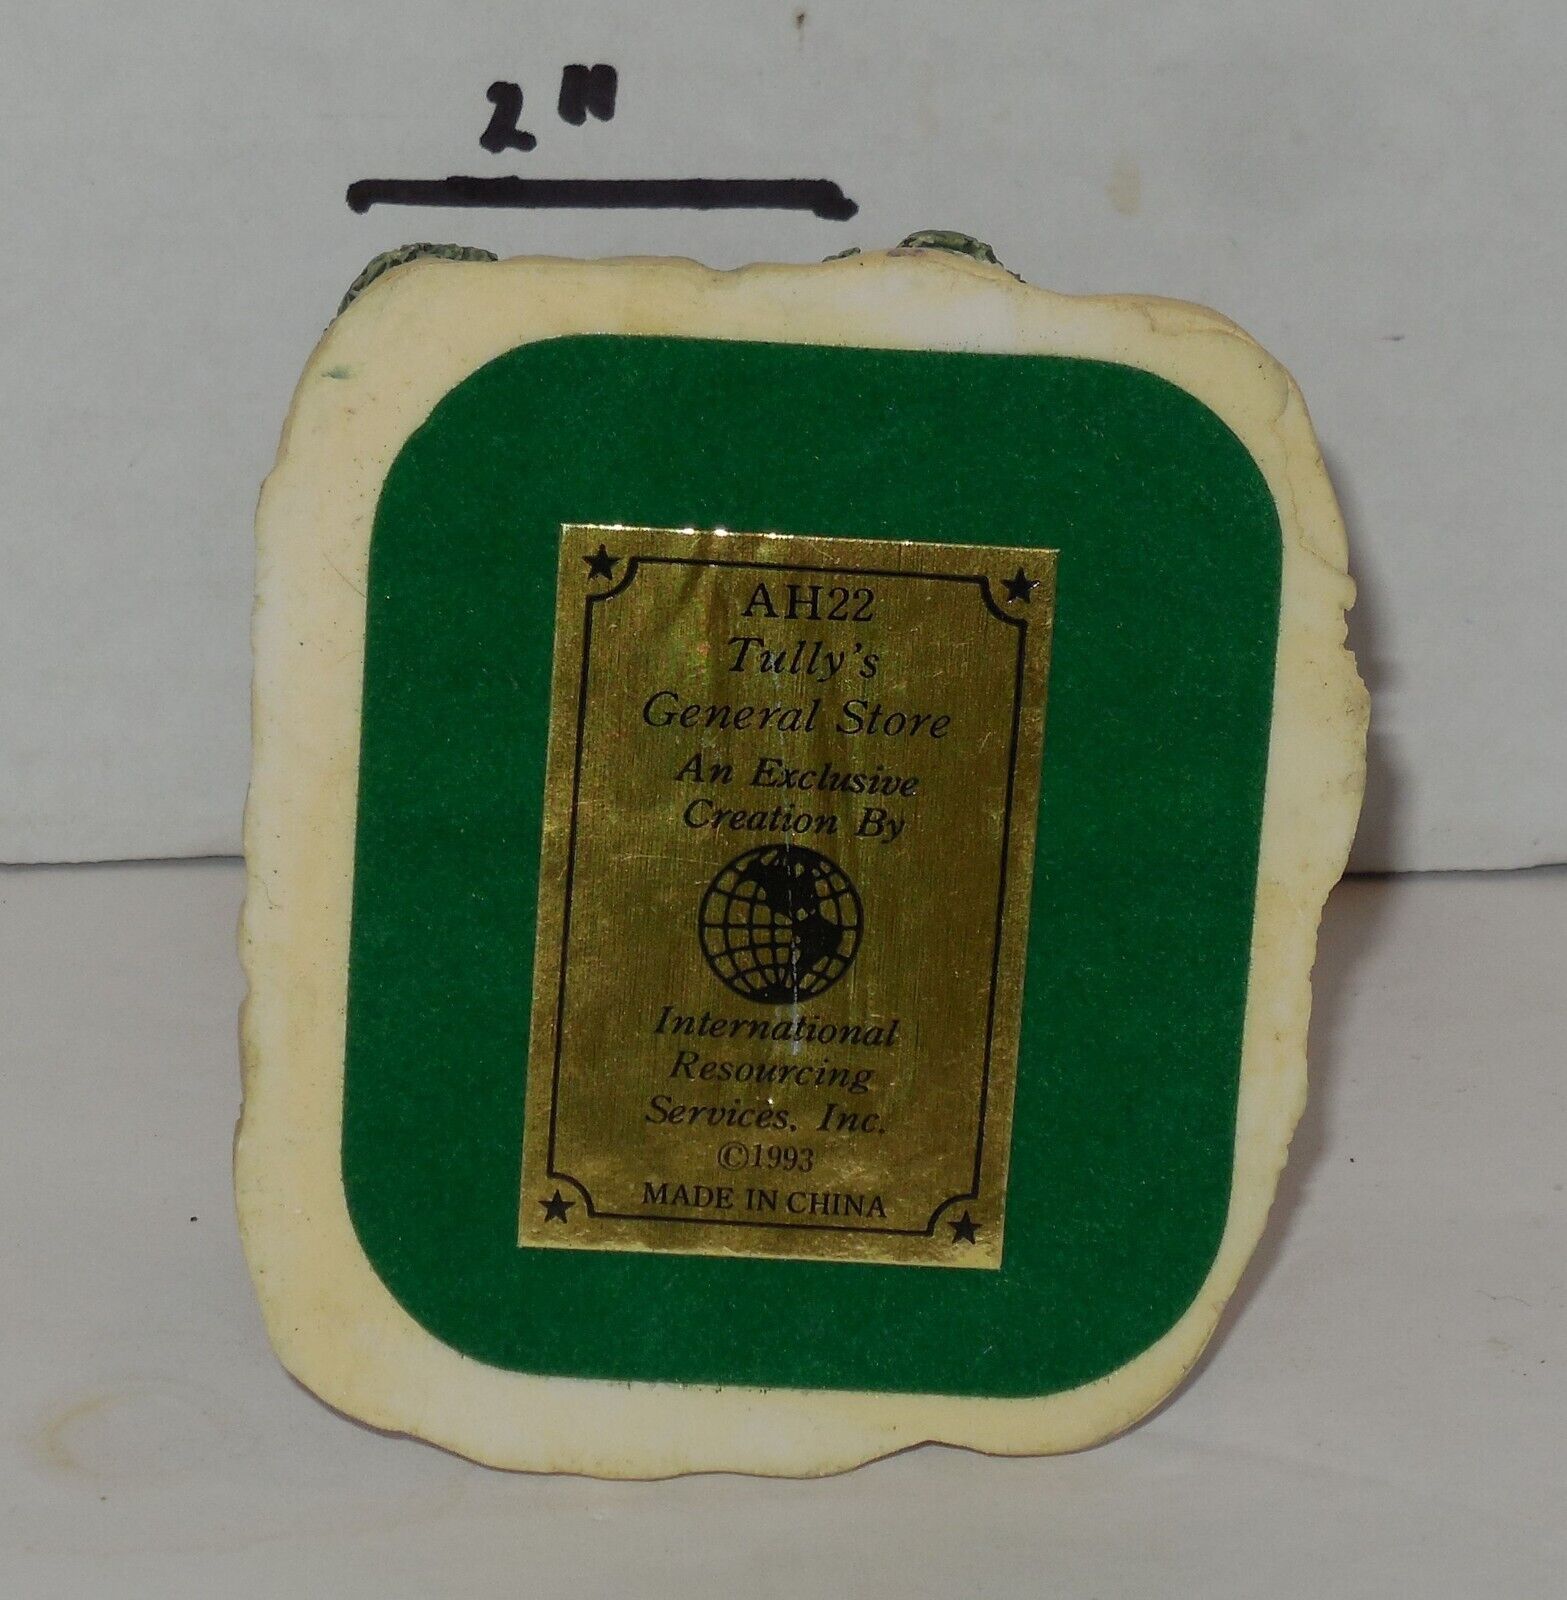 2"
AH22
Tully's
General Store
An Exclusive
Creation By
International
Resourcing
Services, Inc.
©1993
MADE IN CHINA